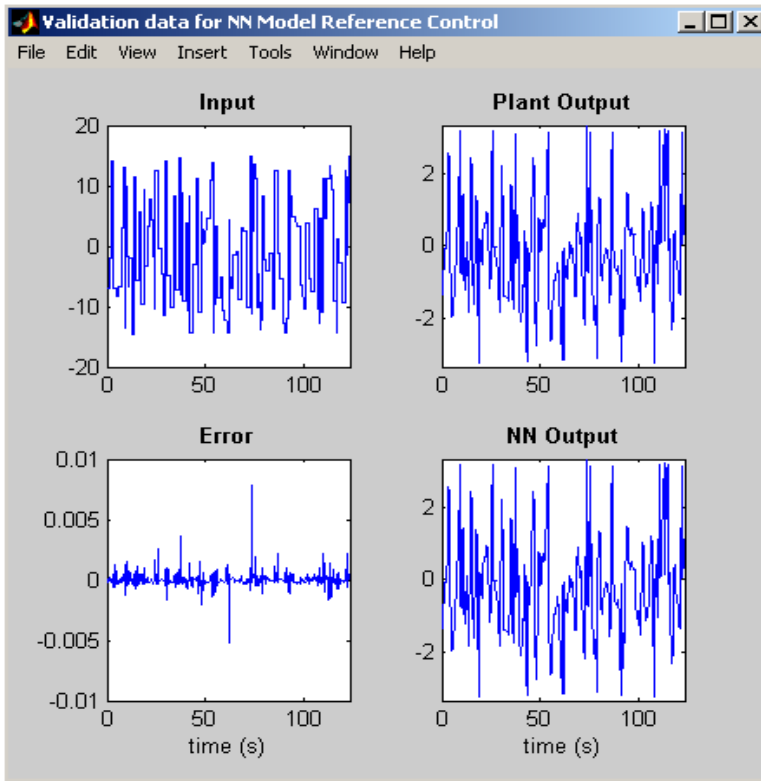 Validation data for NN Model Reference Control
File Edit View Insert Tools Window Help
Input
20
10
0
-10
-20
0 50 100
Plant Output
2
0
-2
0 50 100
Error
0.01
0.005
0
-0.005
-0.01
0 50 100
time (s)
NN Output
2
0
-2
0 50 100
time (s)